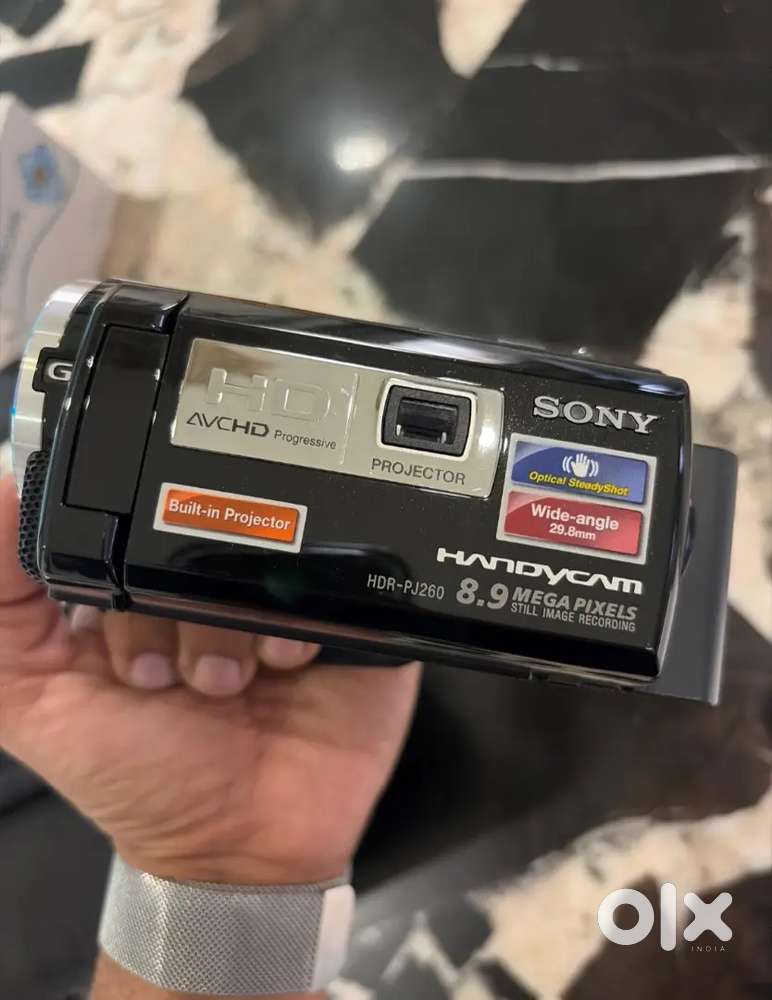 G
HD
AVCHD Progressive
PROJECTOR
SONY
Optical SteadyShot
Wide-angle
29.8mm
Built-in Projector
HANDYCAM
HDR-PJ260 8.9 MEGA PIXELS
STILL IMAGE RECORDING
olx
INDIA